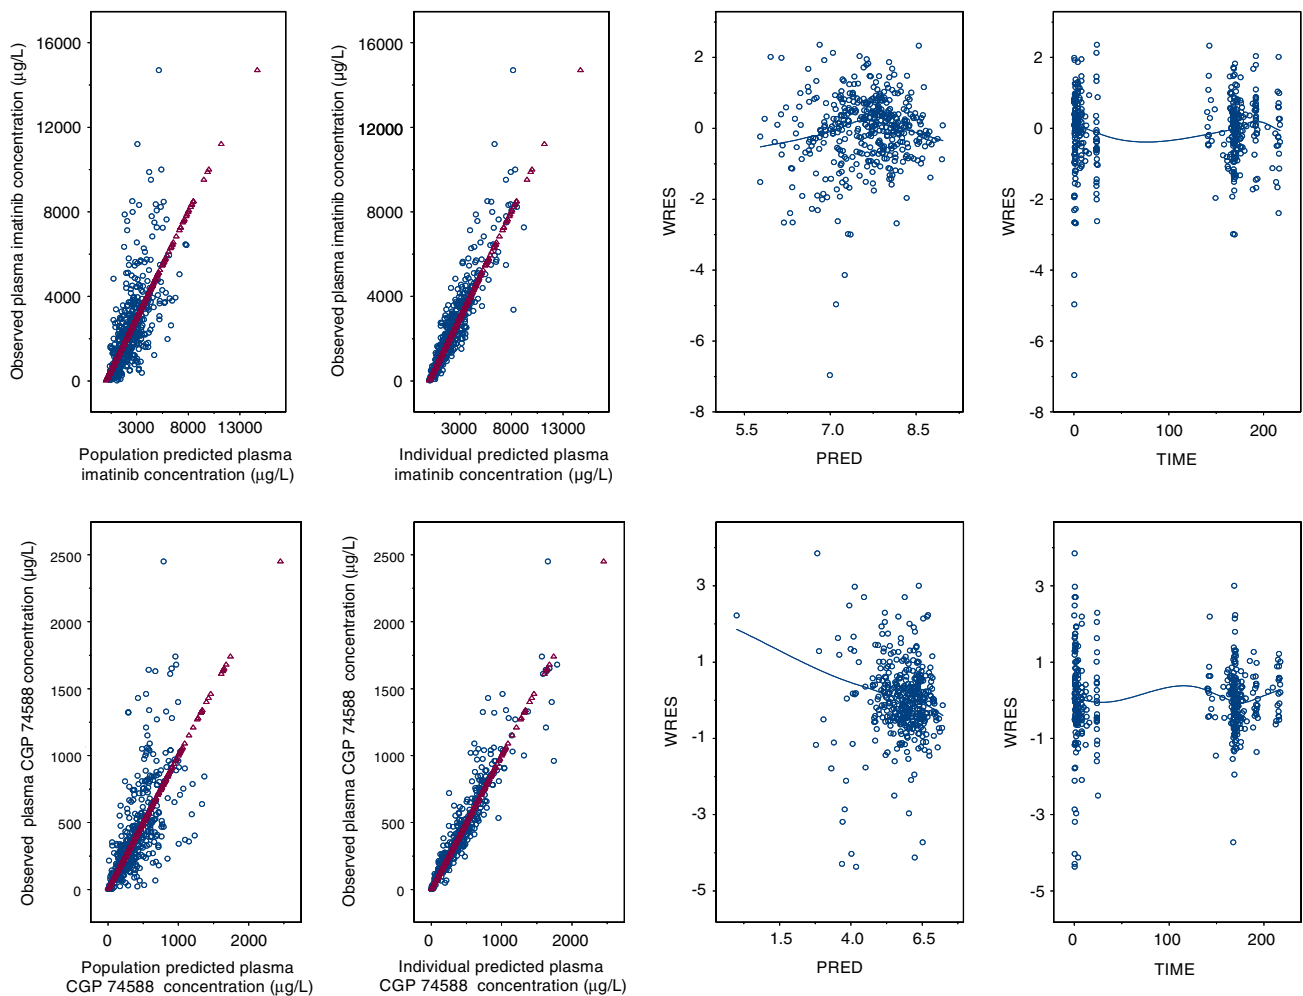 Observed plasma imatinib concentration (µg/L)
16000
12000
8000
4000
0
3000 8000 13000
Population predicted plasma
imatinib concentration (µg/L)
Observed plasma imatinib concentration (µg/L)
16000
12000
8000
4000
0
3000 8000 13000
Individual predicted plasma
imatinib concentration (µg/L)
WRES
2
0
-2
-4
-6
-8
5.5 7.0 8.5
PRED
WRES
2
0
-2
-4
-6
-8
0 100 200
TIME
Observed plasma CGP 74588 concentration (µg/L)
2500
2000
1500
1000
500
0
0 1000 2000
Population predicted plasma
CGP 74588 concentration (µg/L)
Observed plasma CGP 74588 concentration (µg/L)
2500
2000
1500
1000
500
0
0 1000 2000
Individual predicted plasma
CGP 74588 concentration (µg/L)
WRES
3
1
-1
-3
-5
1.5 4.0 6.5
PRED
WRES
3
1
-1
-3
-5
0 100 200
TIME